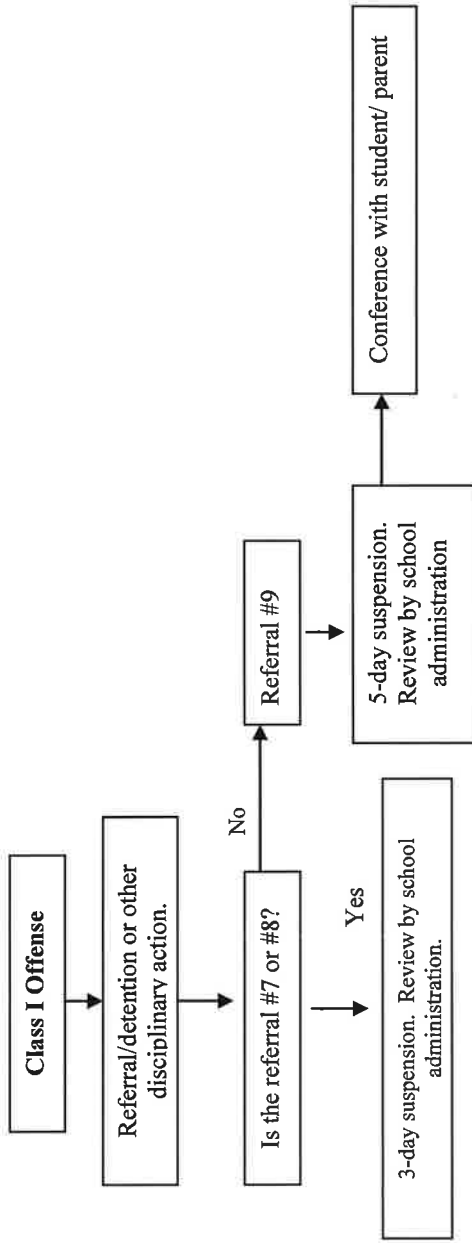 Class I Offense
Referral/detention or other
disciplinary action.
Is the referral #7 or #8?
No
Referral #9
Yes
3-day suspension. Review by school
administration.
5-day suspension.
Review by school
administration
Conference with student/ parent